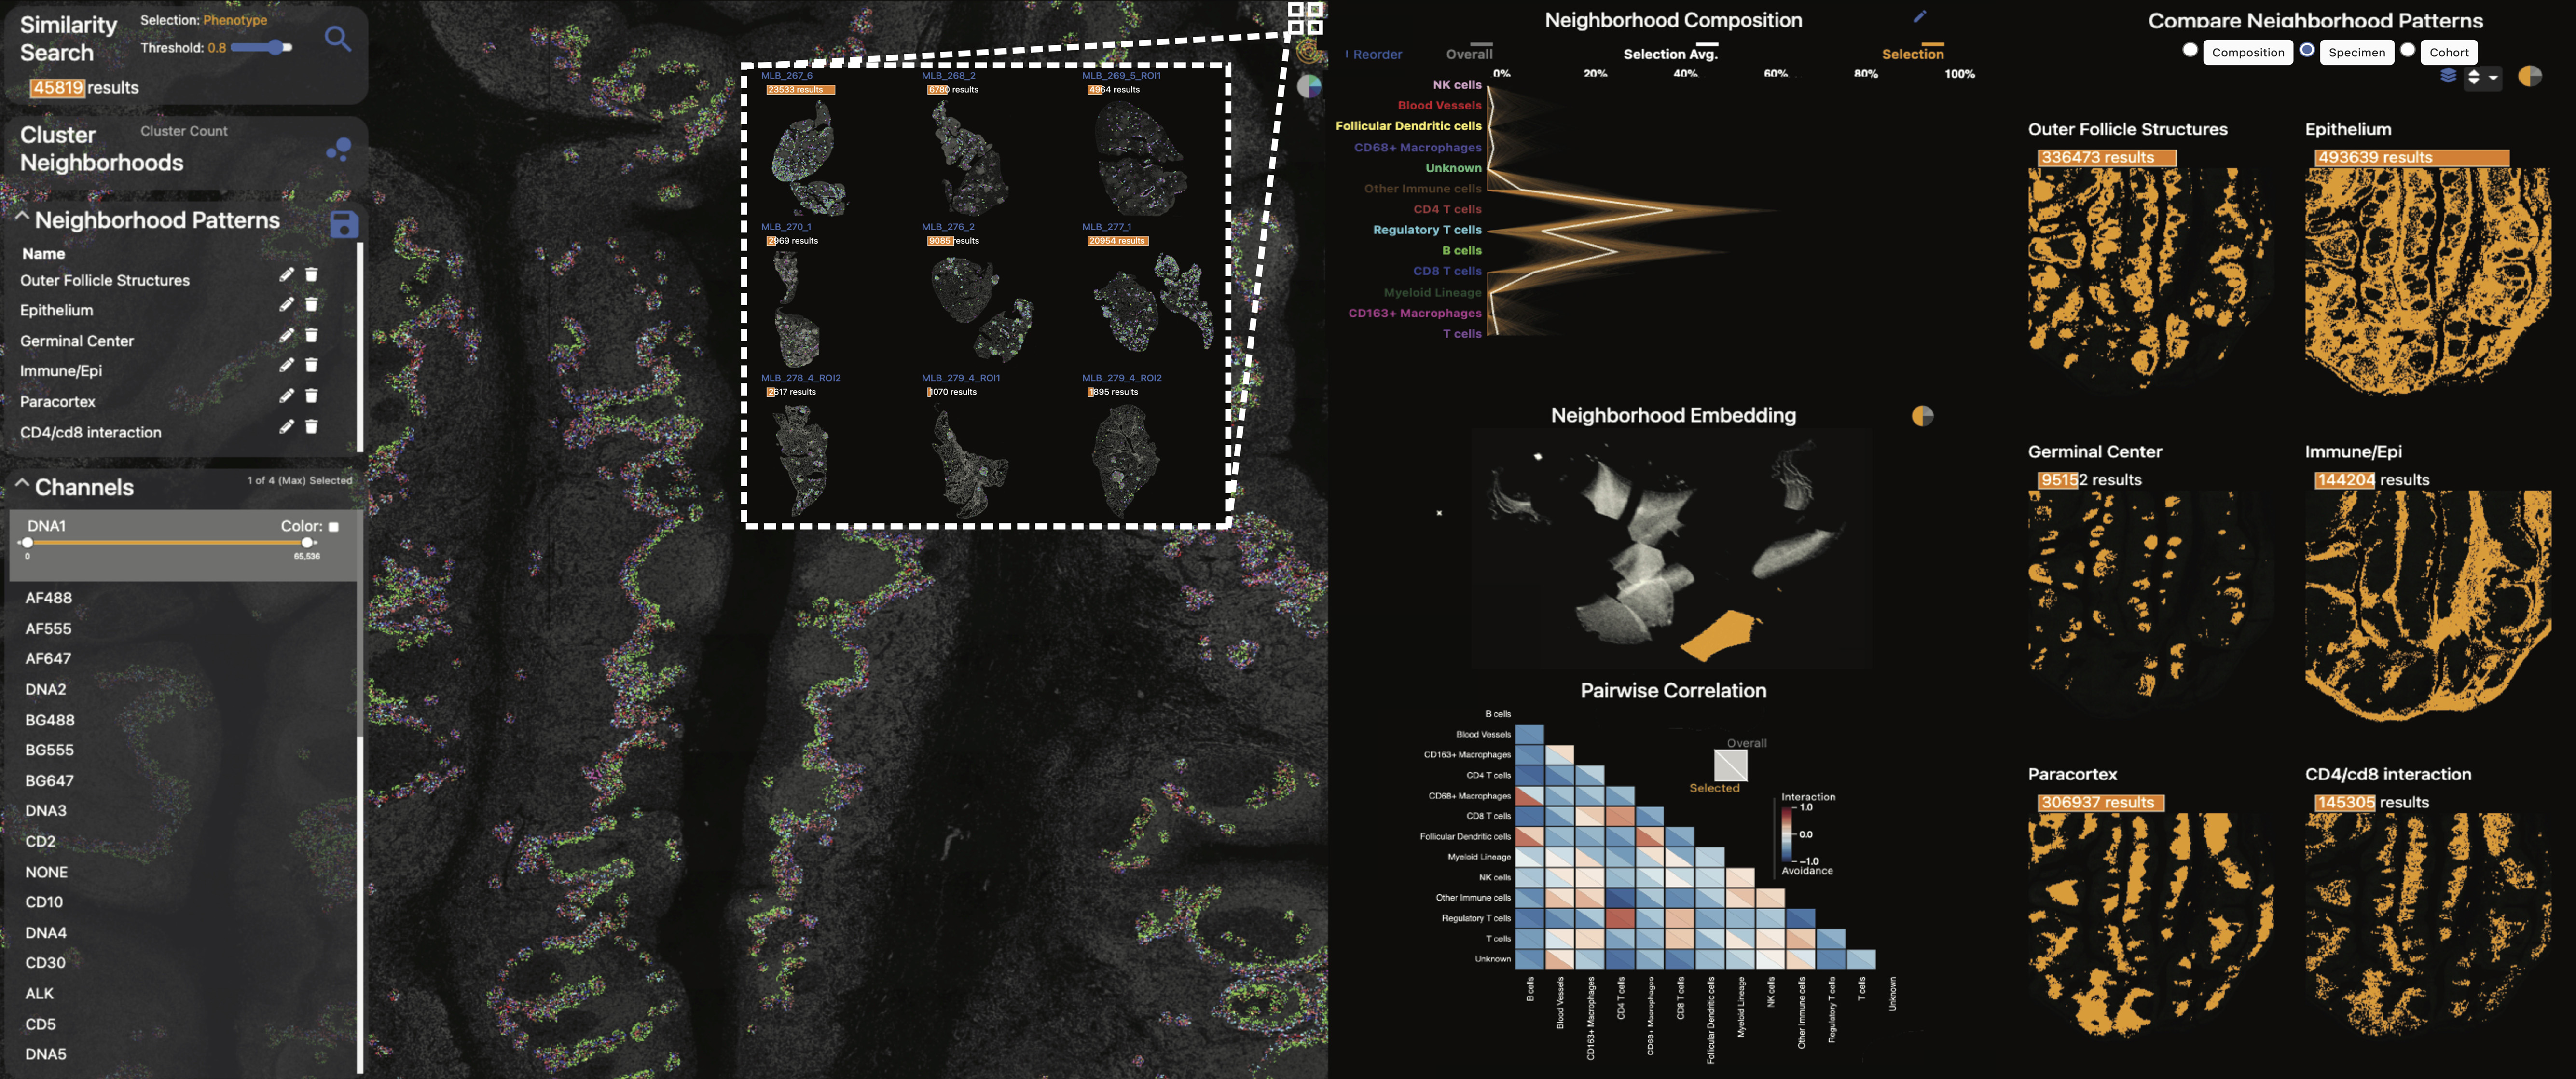 Similarity
Search
Selection: Phenotype
Threshold: 0.8
45819 results
Cluster
Neighborhoods
Cluster Count
Neighborhood Patterns
Name
Outer Follicle Structures
Epithelium
Germinal Center
Immune/Epi
Paracortex
CD4/cd8 interaction
Channels
1 of 4 (Max) Selected
DNA1
Color:
0
65,536
AF488
AF555
AF647
DNA2
BG488
BG555
BG647
DNA3
CD2
NONE
CD10
DNA4
CD30
ALK
CD5
DNA5
MLB_267_6
23533 results
MLB_268_2
6780 results
MLB_269_5_ROI1
4964 results
MLB_270_1
2969 results
MLB_276_2
9085 results
MLB_277_1
20954 results
MLB_278_4_ROI2
2617 results
MLB_279_4_ROI1
1070 results
MLB_279_4_ROI2
1895 results
Neighborhood Composition
Reorder
Overall
Selection Avg.
Selection
0%
20%
40%
60%
80%
100%
NK cells
Blood Vessels
Follicular Dendritic cells
CD68+ Macrophages
Unknown
Other Immune cells
CD4 T cells
Regulatory T cells
B cells
CD8 T cells
Myeloid Lineage
CD163+ Macrophages
T cells
Neighborhood Embedding
Pairwise Correlation
B cells
Blood Vessels
CD163+ Macrophages
CD4 T cells
CD68+ Macrophages
CD8 T cells
Follicular Dendritic cells
Myeloid Lineage
NK cells
Other Immune cells
Regulatory T cells
T cells
Unknown
Overall
Selected
Interaction
1.0
0.0
−1.0
Avoidance
B cells
Blood Vessels
CD163+ Macrophages
CD4 T cells
CD68+ Macrophages
CD8 T cells
Follicular Dendritic cells
Myeloid Lineage
NK cells
Other Immune cells
Regulatory T cells
T cells
Unknown
Compare Neighborhood Patterns
Composition
Specimen
Cohort
Outer Follicle Structures
336473 results
Epithelium
493639 results
Germinal Center
95152 results
Immune/Epi
144204 results
Paracortex
306937 results
CD4/cd8 interaction
145305 results